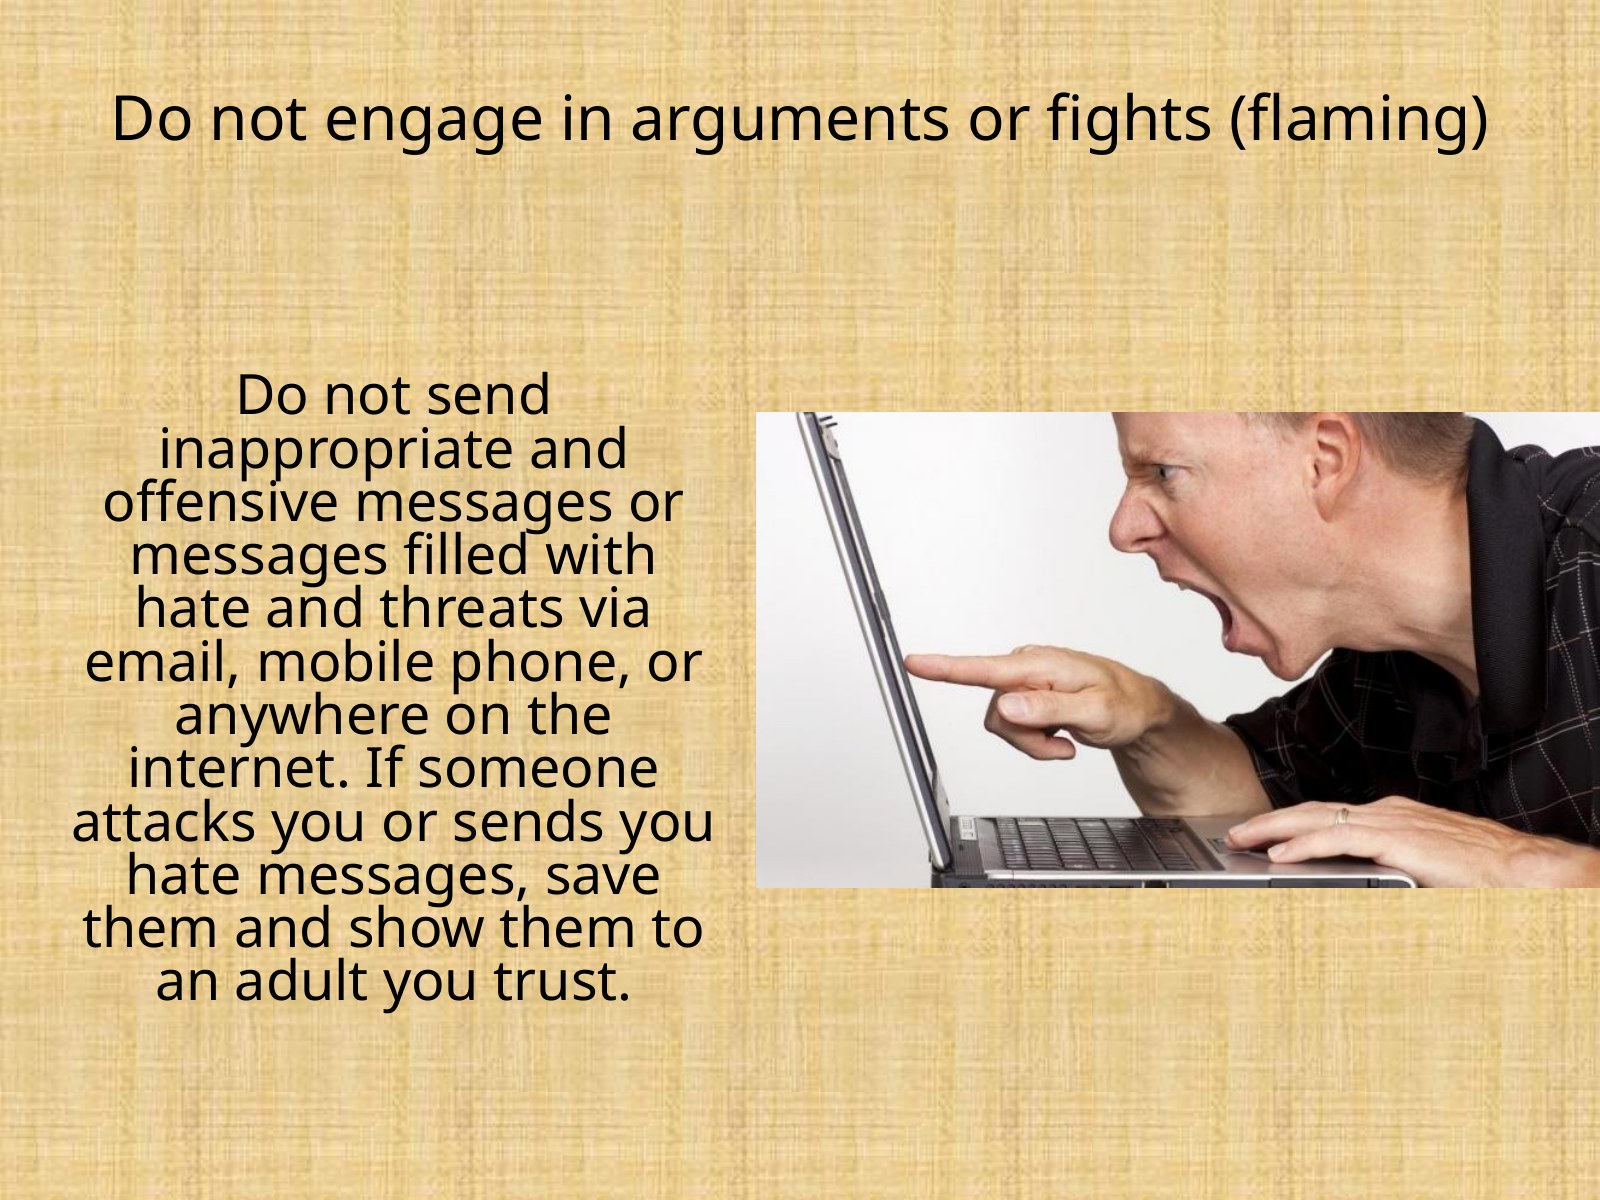 Do not engage in arguments or fights (flaming)
Do not send
inappropriate and
offensive messages or
messages filled with
hate and threats via
email, mobile phone, or
anywhere on the
internet. If someone
attacks you or sends you
hate messages, save
them and show them to
an adult you trust.